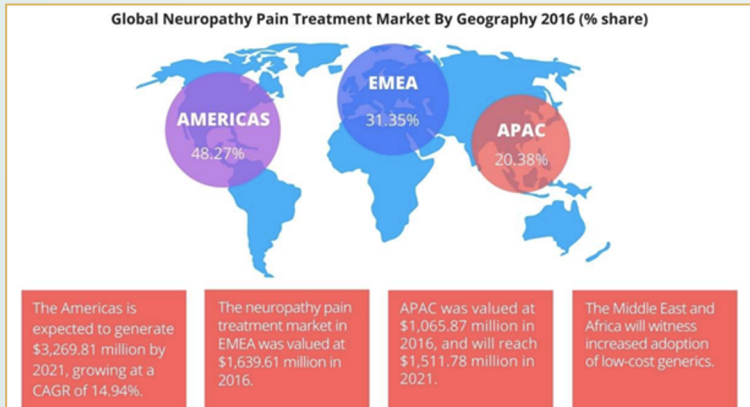 Global Neuropathy Pain Treatment Market By Geography 2016 (% share)
AMERICAS
48.27%
EMEA
31.35%
APAC
20.38%
The Americas is
expected to generate
$3,269.81 million by
2021, growing at a
CAGR of 14.94%.
The neuropathy pain
treatment market in
EMEA was valued at
$1,639.61 million in
2016.
APAC was valued at
$1,065.87 million in
2016, and will reach
$1,511.78 million in
2021.
The Middle East and
Africa will witness
increased adoption
of low-cost generics.